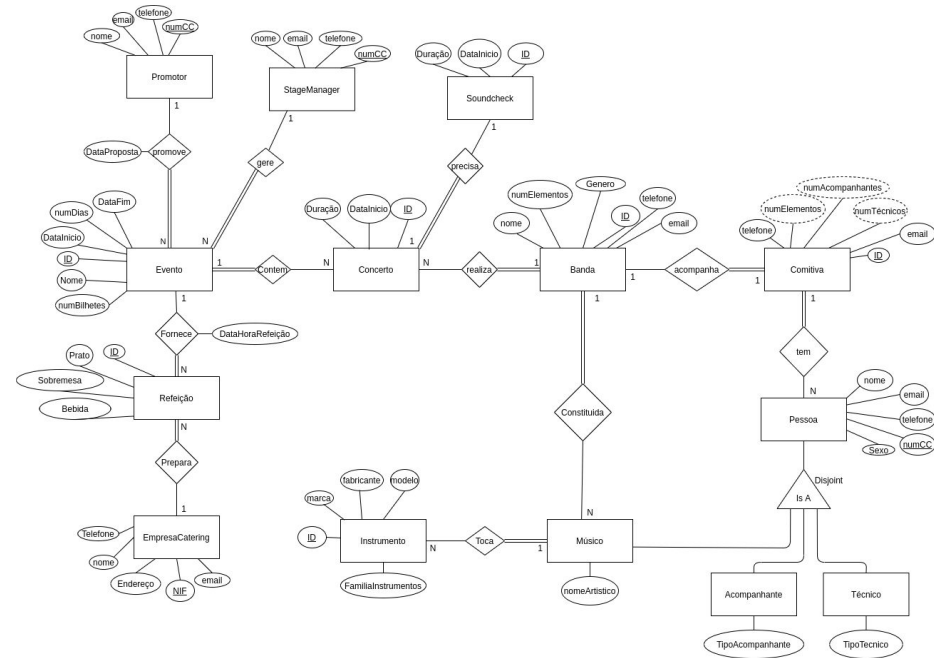 nome
email
telefone
numCC
Promotor
1
DataProposta
promove
N
nome
email
telefone
numCC
StageManager
1
gere
N
Duração
DataInicio
ID
Soundcheck
1
precisa
DataFim
numDias
DataInicio
ID
Nome
numBilhetes
Evento
1
Contem
N
Duração
DataInicio
ID
Concerto
N
realiza
1
nome
numElementos
Genero
ID
telefone
email
Banda
1
acompanha
1
telefone
numElementos
numAcompanhantes
numTécnicos
email
ID
Comitiva
1
tem
N
1
Fornece
DataHoraRefeição
N
Prato
ID
Sobremesa
Bebida
Refeição
N
Prepara
1
Telefone
nome
Endereço
NIF
email
EmpresaCatering
1
Constituida
N
nome
email
telefone
numCC
Sexo
Pessoa
Disjoint
Is A
marca
fabricante
modelo
ID
Instrumento
FamiliaInstrumentos
N
Toca
1
Músico
nomeArtistico
Acompanhante
TipoAcompanhante
Técnico
TipoTecnico